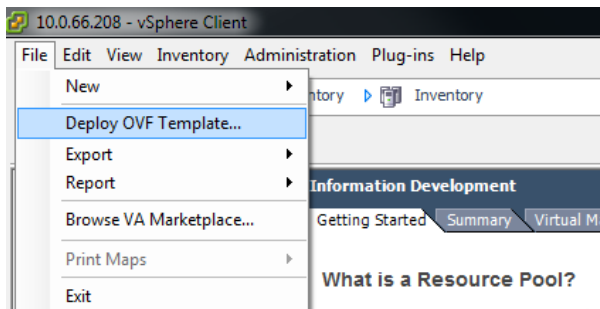 10.0.66.208 - vSphere Client
File Edit View Inventory Administration Plug-ins Help
New
Inventory
Deploy OVF Template...
Export
Report
Information Development
Browse VA Marketplace...
Getting Started Summary
Virtual
Print Maps
What is a Resource Pool?
Exit